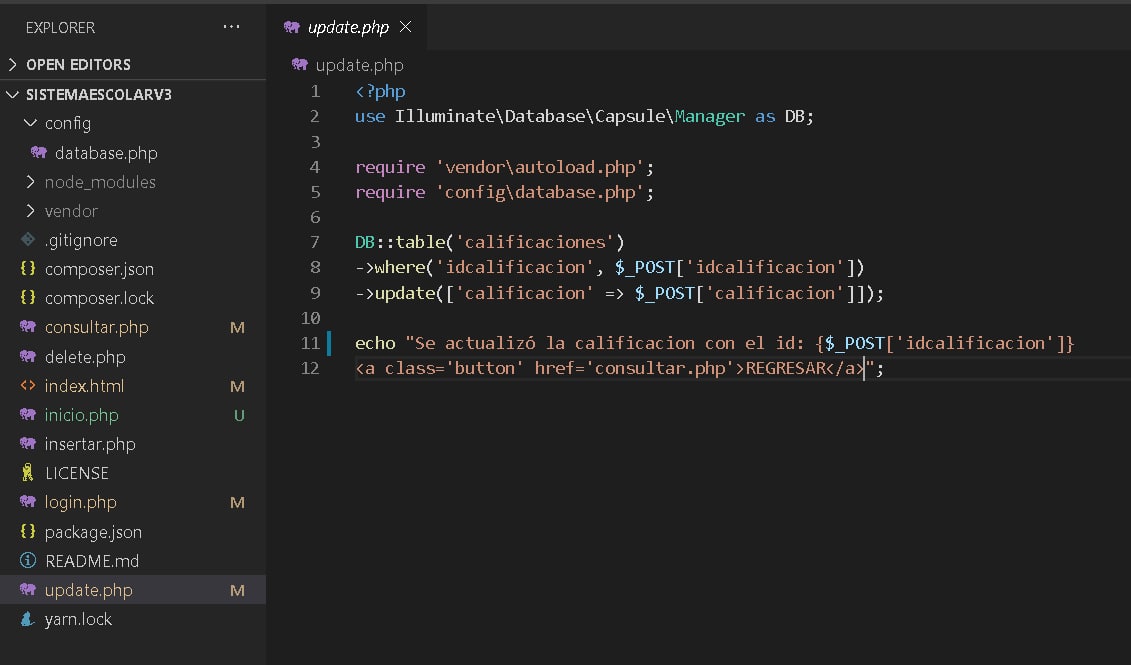 EXPLORER
...
OPEN EDITORS
SISTEMAESCOLARV3
config
database.php
node_modules
vendor
.gitignore
{} composer.json
{} composer.lock
consultar.php M
delete.php
<> index.html M
inicio.php U
insertar.php
LICENSE
login.php M
{} package.json
README.md
update.php M
yarn.lock
update.php
update.php
1 <?php
2 use Illuminate\Database\Capsule\Manager as DB;
3
4 require 'vendor\autoload.php';
5 require 'config\database.php';
6
7 DB::table('calificaciones')
8 ->where('idcalificacion', $_POST['idcalificacion'])
9 ->update(['calificacion' => $_POST['calificacion']]);
10
11 echo "Se actualizó la calificacion con el id: {$_POST['idcalificacion']}
12 <a class='button' href='consultar.php'>REGRESAR</a>";